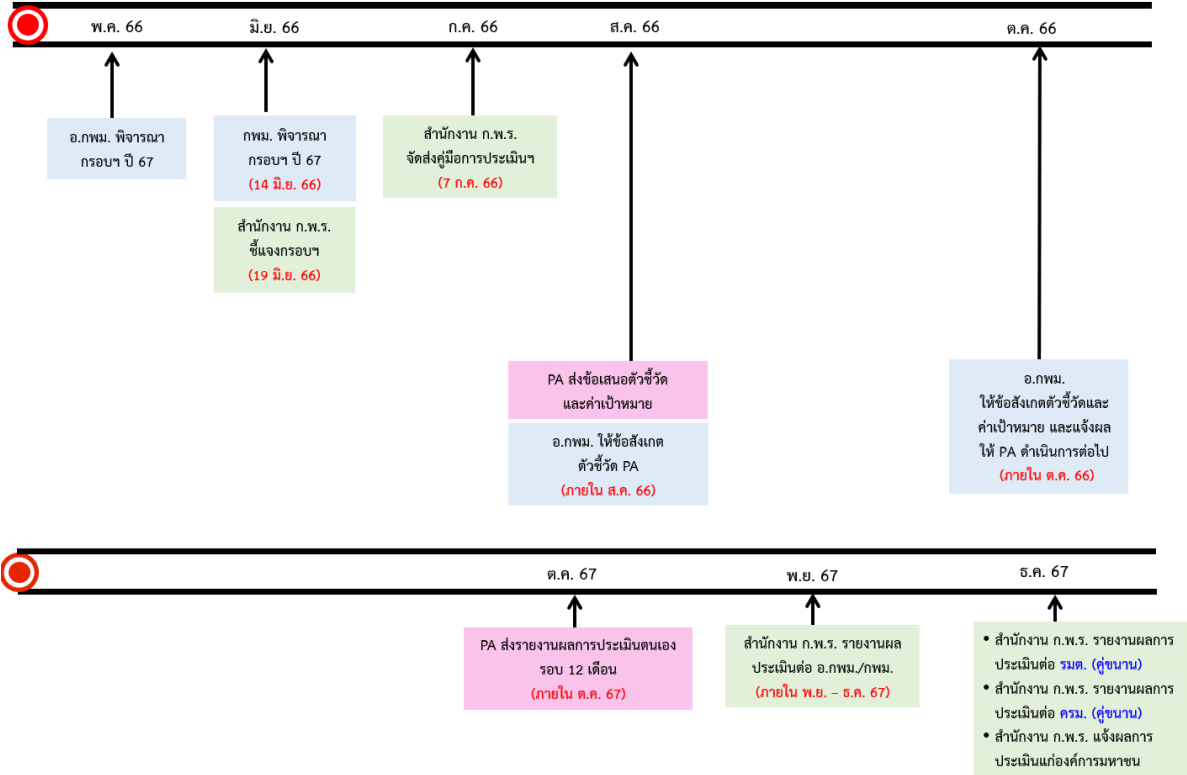 พ.ค. 66
มิ.ย. 66
ก.ค. 66
ส.ค. 66
ต.ค. 66
อ.กพม. พิจารณา
กรอบฯ ปี 67
กพม. พิจารณา
กรอบฯ ปี 67
(14 มิ.ย. 66)
สำนักงาน ก.พ.ร.
ชี้แจงกรอบฯ
(19 มิ.ย. 66)
สำนักงาน ก.พ.ร.
จัดส่งคู่มือการประเมินฯ
(7 ก.ค. 66)
PA ส่งข้อเสนอตัวชี้วัด
และค่าเป้าหมาย
อ.กพม. ให้ข้อสังเกต
ตัวชี้วัด PA
(ภายใน ส.ค. 66)
อ.กพม.
ให้ข้อสังเกตตัวชี้วัดและ
ค่าเป้าหมาย และแจ้งผล
ให้ PA ดำเนินการต่อไป
(ภายใน ต.ค. 66)
ต.ค. 67
พ.ย. 67
ธ.ค. 67
PA ส่งรายงานผลการประเมินตนเอง
รอบ 12 เดือน
(ภายใน ต.ค. 67)
สำนักงาน ก.พ.ร. รายงานผล
ประเมินต่อ อ.กพม./กพม.
(ภายใน พ.ย. – ธ.ค. 67)
• สำนักงาน ก.พ.ร. รายงานผลการ
ประเมินต่อ รมต. (คู่ขนาน)
• สำนักงาน ก.พ.ร. รายงานผลการ
ประเมินต่อ ครม. (คู่ขนาน)
• สำนักงาน ก.พ.ร. แจ้งผลการ
ประเมินแก่องค์การมหาชน